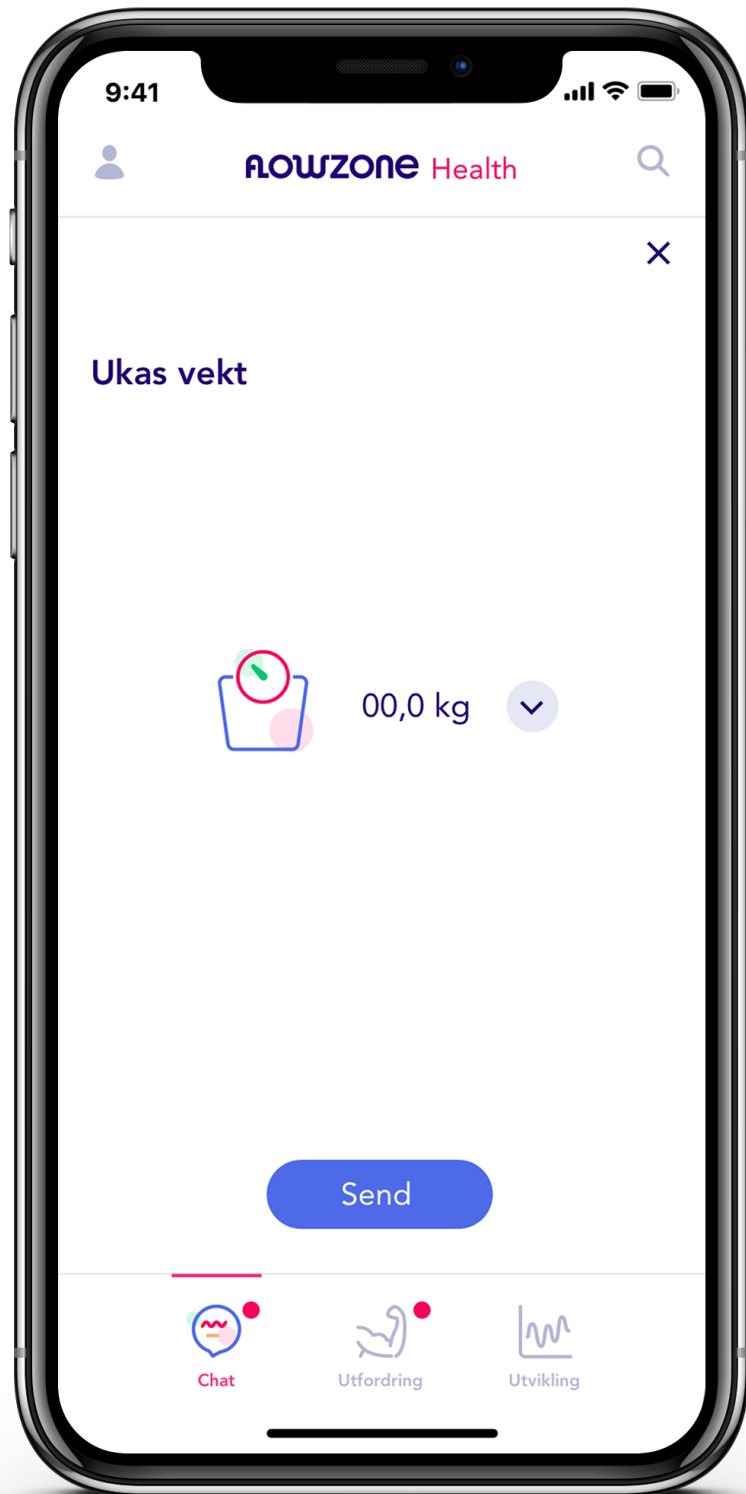 9:41
flowzone Health
Ukas vekt
00,0 kg
Send
Chat
Utfordring
Utvikling